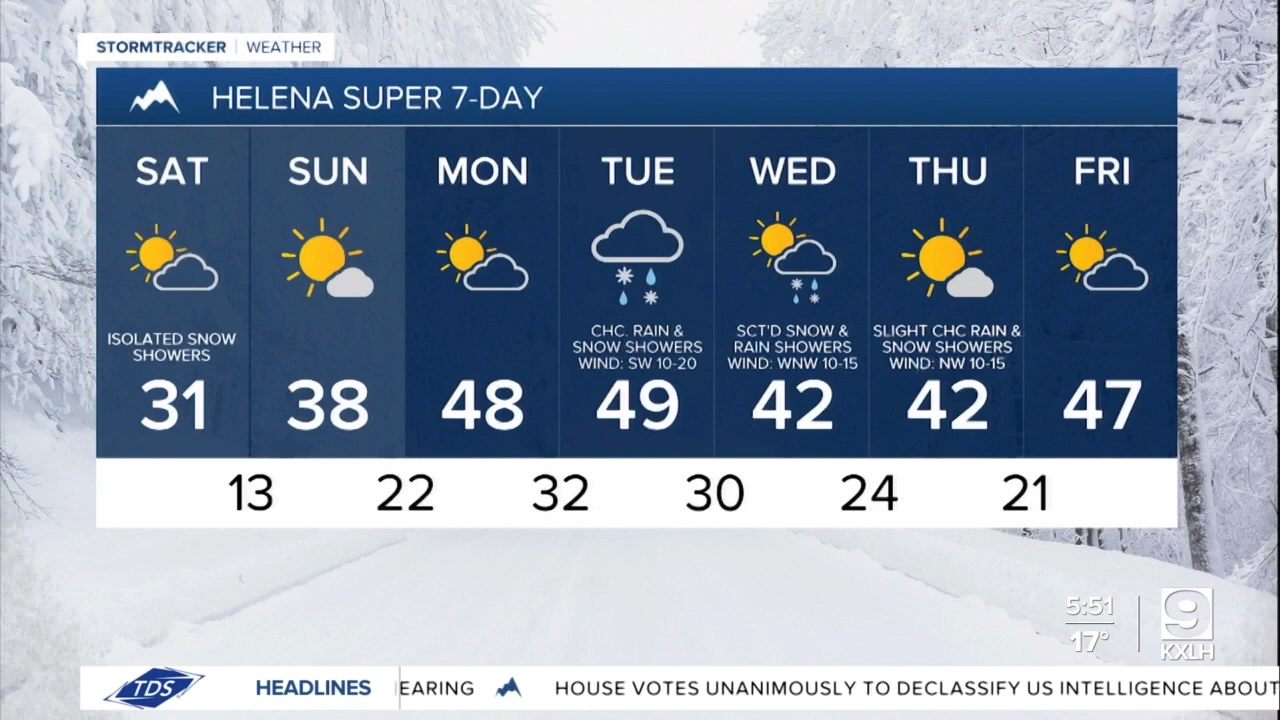 STORMTRACKER | WEATHER
HELENA SUPER 7-DAY
SAT SUN MON TUE WED THU FRI
ISOLATED SNOW
SHOWERS
CHC. RAIN &
SNOW SHOWERS
WIND: SW 10-20
SCT'D SNOW &
RAIN SHOWERS
WIND: WNW 10-15
SLIGHT CHC RAIN &
SNOW SHOWERS
WIND: NW 10-15
31 38 48 49 42 42 47
13 22 32 30 24 21
5:51
17°
9
KXLH
TDS HEADLINES EARING HOUSE VOTES UNANIMOUSLY TO DECLASSIFY US INTELLIGENCE ABOUT